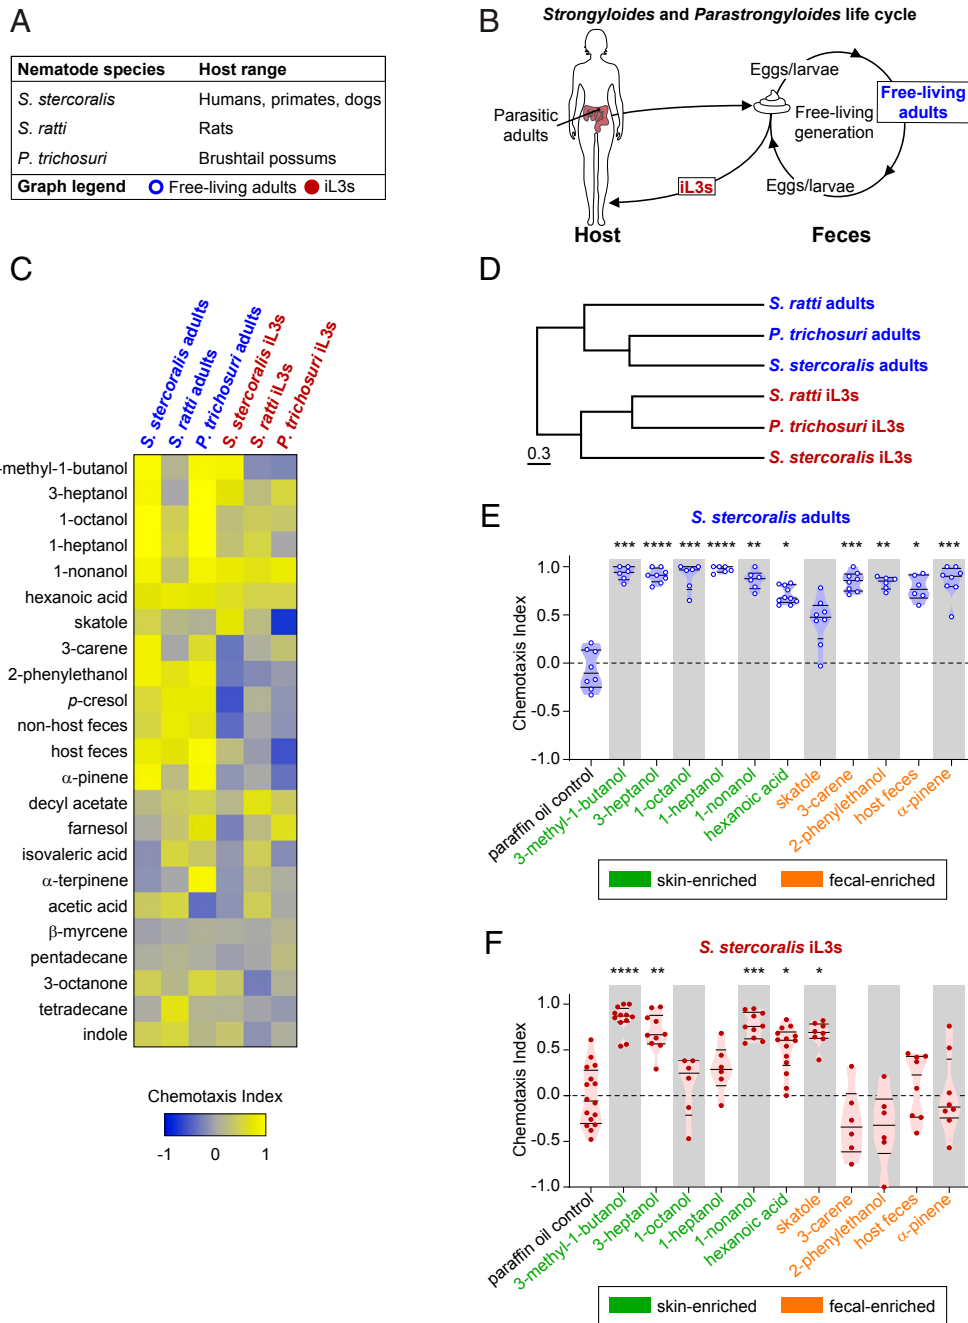 A
Nematode species Host range
S. stercoralis Humans, primates, dogs
S. ratti Rats
P. trichosuri Brushtail possums
Graph legend Free-living adults iL3s
B
Strongyloides and Parastrongyloides life cycle
Eggs/larvae
Free-living
adults
Parasitic
adults
Free-living
generation
iL3s
Eggs/larvae
Host
Feces
C
S. stercoralis adults
S. ratti adults
P. trichosuri adults
S. stercoralis iL3s
S. ratti iL3s
P. trichosuri iL3s
-methyl-1-butanol
3-heptanol
1-octanol
1-heptanol
1-nonanol
hexanoic acid
skatole
3-carene
2-phenylethanol
p-cresol
non-host feces
host feces
α-pinene
decyl acetate
farnesol
isovaleric acid
α-terpinene
acetic acid
β-myrcene
pentadecane
3-octanone
tetradecane
indole
Chemotaxis Index
-1 0 1
D
S. ratti adults
P. trichosuri adults
S. stercoralis adults
S. ratti iL3s
P. trichosuri iL3s
S. stercoralis iL3s
0.3
E
S. stercoralis adults
*** **** *** **** ** * *** ** * ***
Chemotaxis Index
1.0
0.5
0.0
-0.5
-1.0
paraffin oil control
3-methyl-1-butanol
3-heptanol
1-octanol
1-heptanol
1-nonanol
hexanoic acid
skatole
3-carene
2-phenylethanol
host feces
α-pinene
skin-enriched fecal-enriched
F
S. stercoralis iL3s
**** ** *** * *
Chemotaxis Index
1.0
0.5
0.0
-0.5
-1.0
paraffin oil control
3-methyl-1-butanol
3-heptanol
1-octanol
1-heptanol
1-nonanol
hexanoic acid
skatole
3-carene
2-phenylethanol
host feces
α-pinene
skin-enriched fecal-enriched